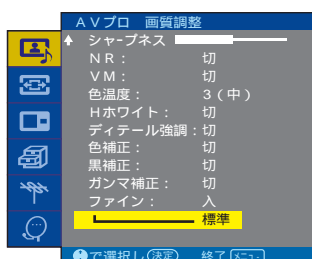 AVプロ 画質調整
シャープネス
NR： 切
VM： 切
色温度： 3（中）
Hホワイト： 切
ディテール強調：切
色補正： 切
黒補正： 切
ガンマ補正： 切
ファイン： 入
標準
で選択し 決定 終了 メニュー